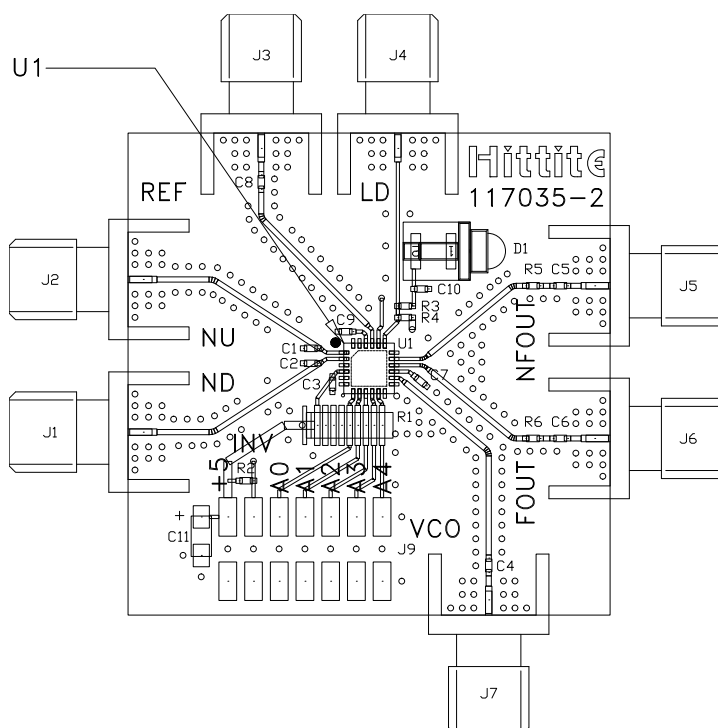 J3
J4
U1
Hittite
117035-2
REF
LD
C8
D1
J2
J5
C10
R5 C5
R3
R4
C9
U1
NU
C1
C2
NFOUT
ND
C3
C7
J1
R1
INV
R6 C6
J6
+5
R2
A0
A1
A2
A3
A4
FOUT
+
C11
VCO
J9
C4
J7